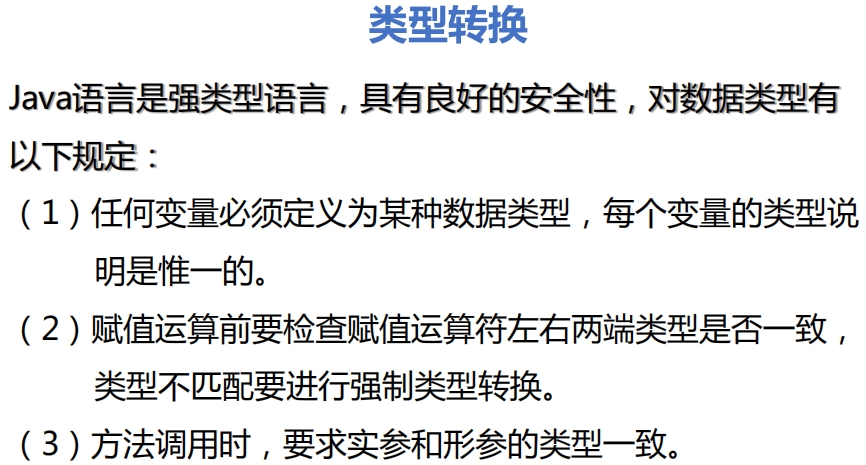 类型转换
Java语言是强类型语言，具有良好的安全性，对数据类型有
以下规定：
（1）任何变量必须定义为某种数据类型，每个变量的类型说
明是惟一的。
（2）赋值运算前要检查赋值运算符左右两端类型是否一致，
类型不匹配要进行强制类型转换。
（3）方法调用时，要求实参和形参的类型一致。